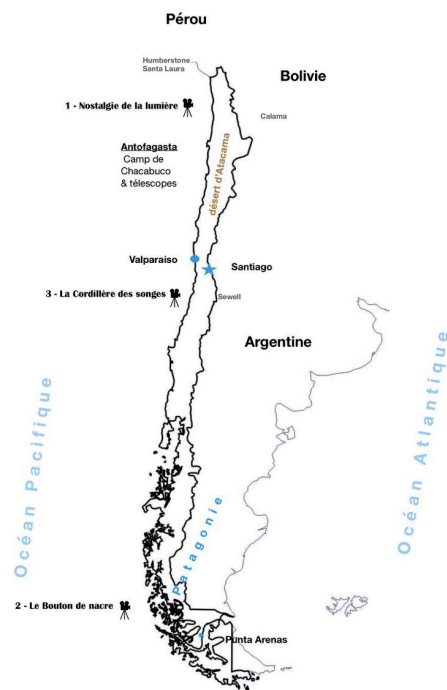 Pérou
Humberstone
Santa Laura
Bolivie
1 - Nostalgie de la lumière
Calama
Antofagasta
Camp de
Chacabuco
& télescopes
désert d'Atacama
Valparaiso
Santiago
3 - La Cordillère des songes
Sewell
Argentine
Océan Pacifique
Océan Atlantique
Patagonie
2 - Le Bouton de nacre
Punta Arenas